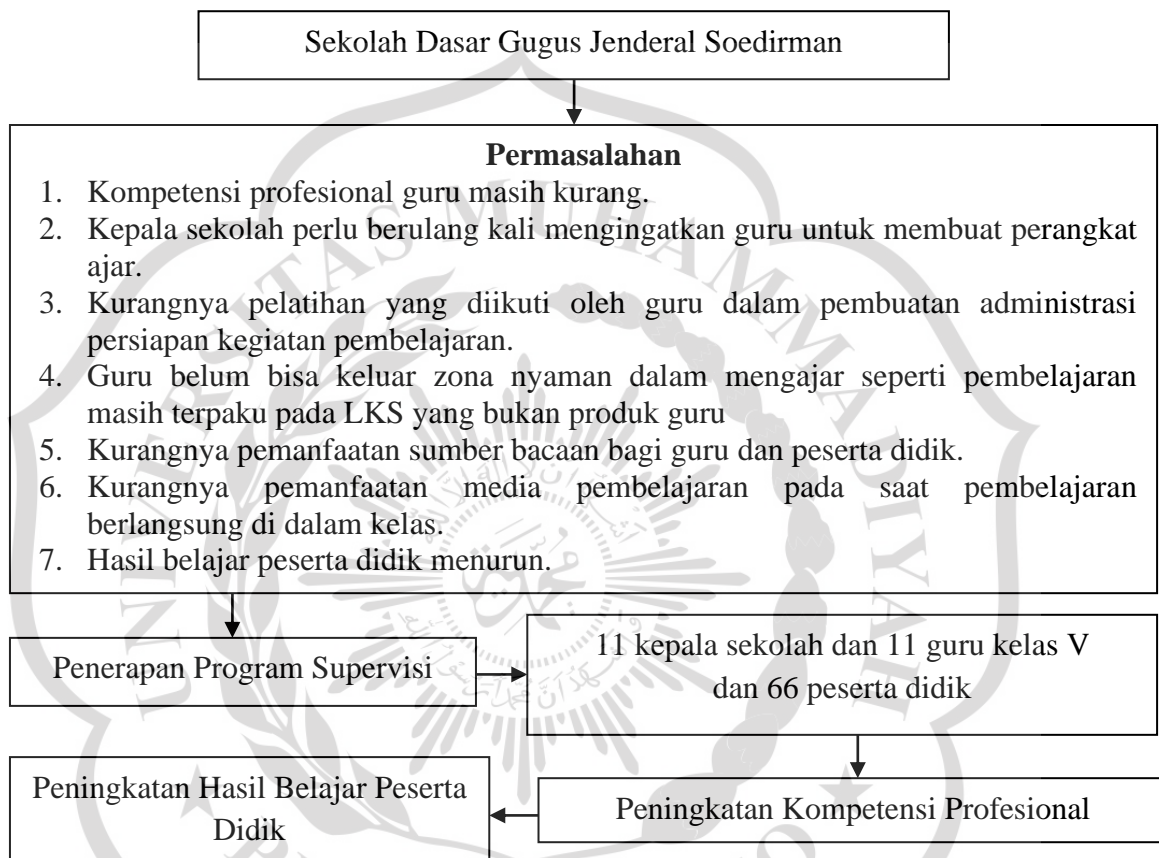 Sekolah Dasar Gugus Jenderal Soedirman
Permasalahan
1. Kompetensi profesional guru masih kurang.
2. Kepala sekolah perlu berulang kali mengingatkan guru untuk membuat perangkat
ajar.
3. Kurangnya pelatihan yang diikuti oleh guru dalam pembuatan administrasi
persiapan kegiatan pembelajaran.
4. Guru belum bisa keluar zona nyaman dalam mengajar seperti pembelajaran
masih terpaku pada LKS yang bukan produk guru
5. Kurangnya pemanfaatan sumber bacaan bagi guru dan peserta didik.
6. Kurangnya pemanfaatan media pembelajaran pada saat pembelajaran
berlangsung di dalam kelas.
7. Hasil belajar peserta didik menurun.
Penerapan Program Supervisi
11 kepala sekolah dan 11 guru kelas V
dan 66 peserta didik
Peningkatan Kompetensi Profesional
Peningkatan Hasil Belajar Peserta
Didik
UNIVERSITAS MUHAMMADIYAH